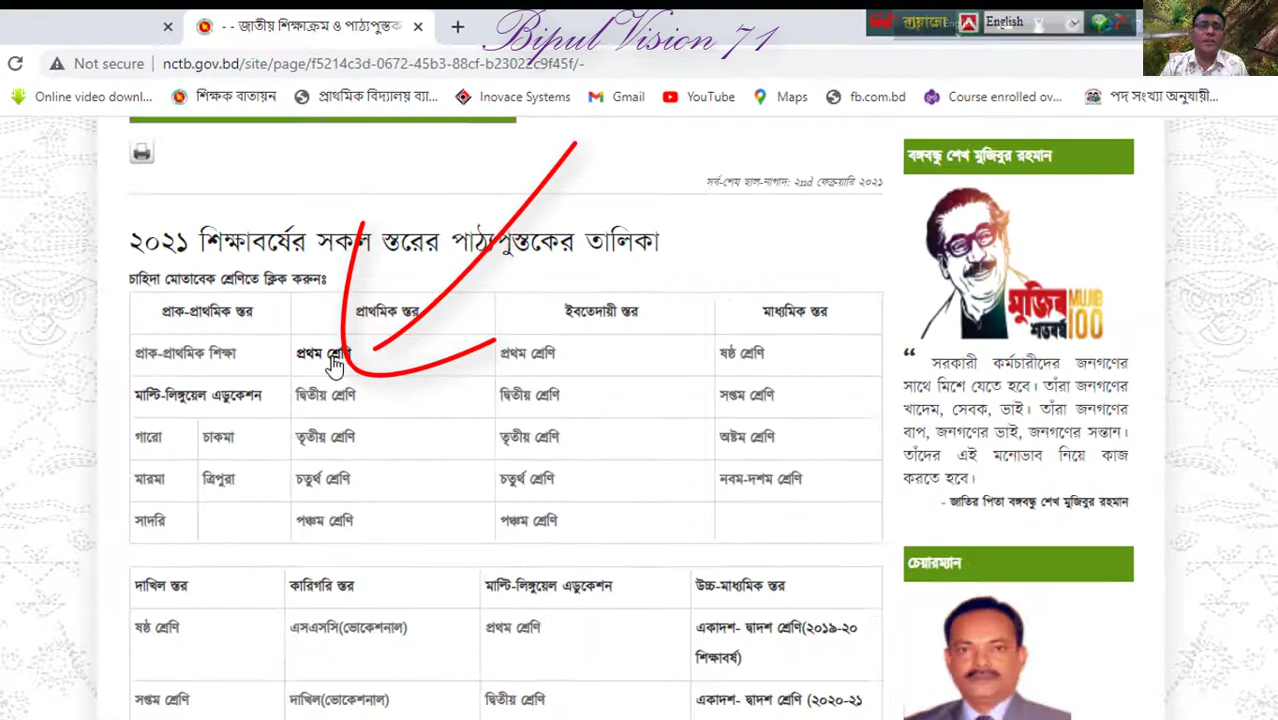 - - জাতীয় শিক্ষাক্রম ও পাঠ্যপুস্তক
Bipul Vision 71
English
Not secure
nctb.gov.bd/site/page/f5214c3d-0672-45b3-88cf-b23022c9f45f/-
Online video downl...
শিক্ষক বাতায়ন
প্রাথমিক বিদ্যালয় ব্যা...
Inovace Systems
Gmail
YouTube
Maps
fb.com.bd
Course enrolled ov...
পদ সংখ্যা অনুযায়ী...
সর্ব-শেষ হাল-নাগাদ: ২nd ফেব্রুয়ারি ২০২১
২০২১ শিক্ষাবর্ষের সকল স্তরের পাঠ্যপুস্তকের তালিকা
চাহিদা মোতাবেক শ্রেণিতে ক্লিক করুনঃ
প্রাক-প্রাথমিক স্তর প্রাথমিক স্তর ইবতেদায়ী স্তর মাধ্যমিক স্তর
প্রাক-প্রাথমিক শিক্ষা প্রথম শ্রেণি প্রথম শ্রেণি ষষ্ঠ শ্রেণি
মাল্টি-লিঙ্গুয়েল এডুকেশন দ্বিতীয় শ্রেণি দ্বিতীয় শ্রেণি সপ্তম শ্রেণি
গারো চাকমা তৃতীয় শ্রেণি তৃতীয় শ্রেণি অষ্টম শ্রেণি
মারমা ত্রিপুরা চতুর্থ শ্রেণি চতুর্থ শ্রেণি নবম-দশম শ্রেণি
সাদরি পঞ্চম শ্রেণি পঞ্চম শ্রেণি
দাখিল স্তর কারিগরি স্তর মাল্টি-লিঙ্গুয়েল এডুকেশন উচ্চ-মাধ্যমিক স্তর
ষষ্ঠ শ্রেণি এসএসসি(ভোকেশনাল) প্রথম শ্রেণি একাদশ- দ্বাদশ শ্রেণি(২০১৯-২০
শিক্ষাবর্ষ)
সপ্তম শ্রেণি দাখিল(ভোকেশনাল) দ্বিতীয় শ্রেণি একাদশ- দ্বাদশ শ্রেণি (২০২০-২১
বঙ্গবন্ধু শেখ মুজিবুর রহমান
মুজিব
শতবর্ষ
MUJIB
100
“ সরকারী কর্মচারীদের জনগণের
সাথে মিশে যেতে হবে। তাঁরা জনগণের
খাদেম, সেবক, ভাই। তাঁরা জনগণের
বাপ, জনগণের ভাই, জনগণের সন্তান।
তাঁদের এই মনোভাব নিয়ে কাজ
করতে হবে।
- জাতির পিতা বঙ্গবন্ধু শেখ মুজিবুর রহমান
চেয়ারম্যান